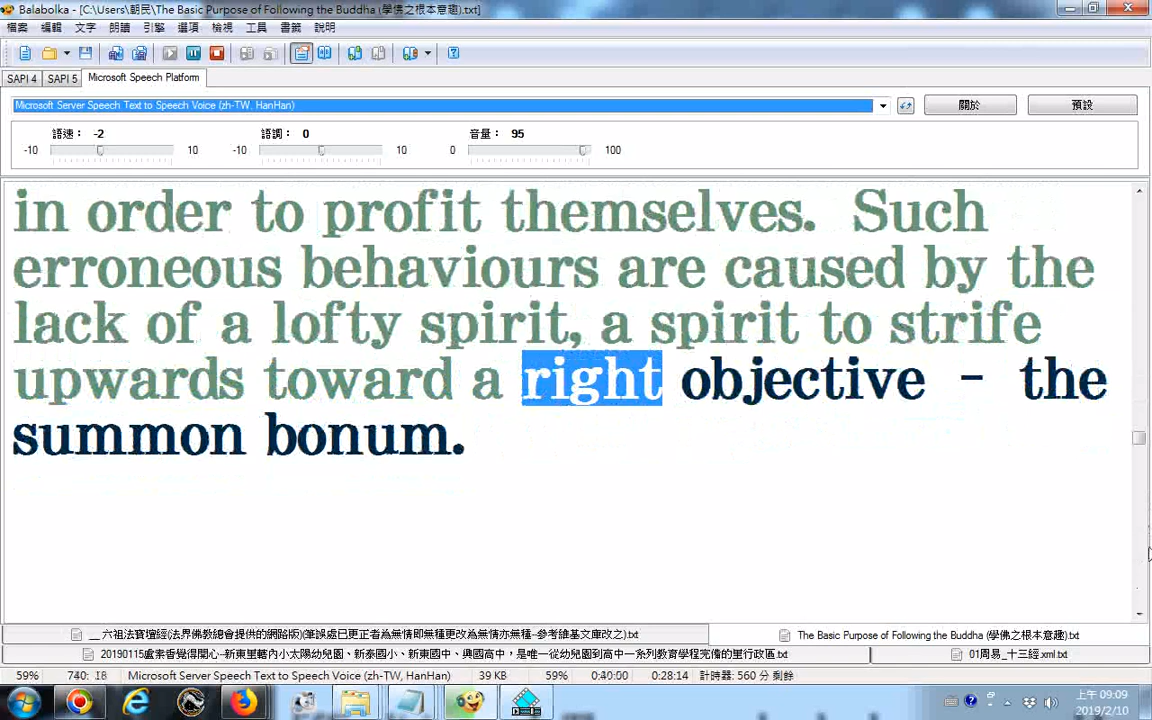 Balabolka - [C:\Users\朝民\The Basic Purpose of Following the Buddha (學佛之根本意趣).txt]
檔案 編輯 文字 朗讀 引擎 選項 檢視 工具 書籤 說明
SAPI 4 SAPI 5 Microsoft Speech Platform
Microsoft Server Speech Text to Speech Voice (zh-TW, HanHan) 關於 預設
語速： -2 語調： 0 音量： 95
-10 10 -10 10 0 100
in order to profit themselves. Such
erroneous behaviours are caused by the
lack of a lofty spirit, a spirit to strife
upwards toward a right objective - the
summon bonum.
__ 六祖法寶壇經(法界佛教總會提供的網路版)(筆誤處已更正者為無情即無種更改為無情亦無種--參考維基文庫改之).txt The Basic Purpose of Following the Buddha (學佛之根本意趣).txt
20190115盧素香覺得開心--新東里轄內小太陽幼兒園、新泰國小、新東國中、興國高中，是唯一從幼兒園到高中一系列教育學程完備的里行政區.txt 01周易_十三經.xml.txt
59% 740: 18 Microsoft Server Speech Text to Speech Voice (zh-TW, HanHan) 39 KB 59% 0:40:00 0:28:14 計時器: 560 分 剩餘
上午 09:09
2019/2/10